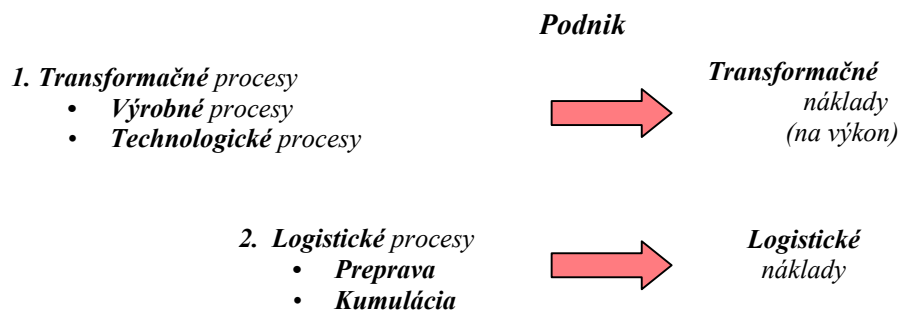 Podnik
1. Transformačné procesy
• Výrobné procesy
• Technologické procesy
Transformačné
náklady
(na výkon)
2. Logistické procesy
• Preprava
• Kumulácia
Logistické
náklady